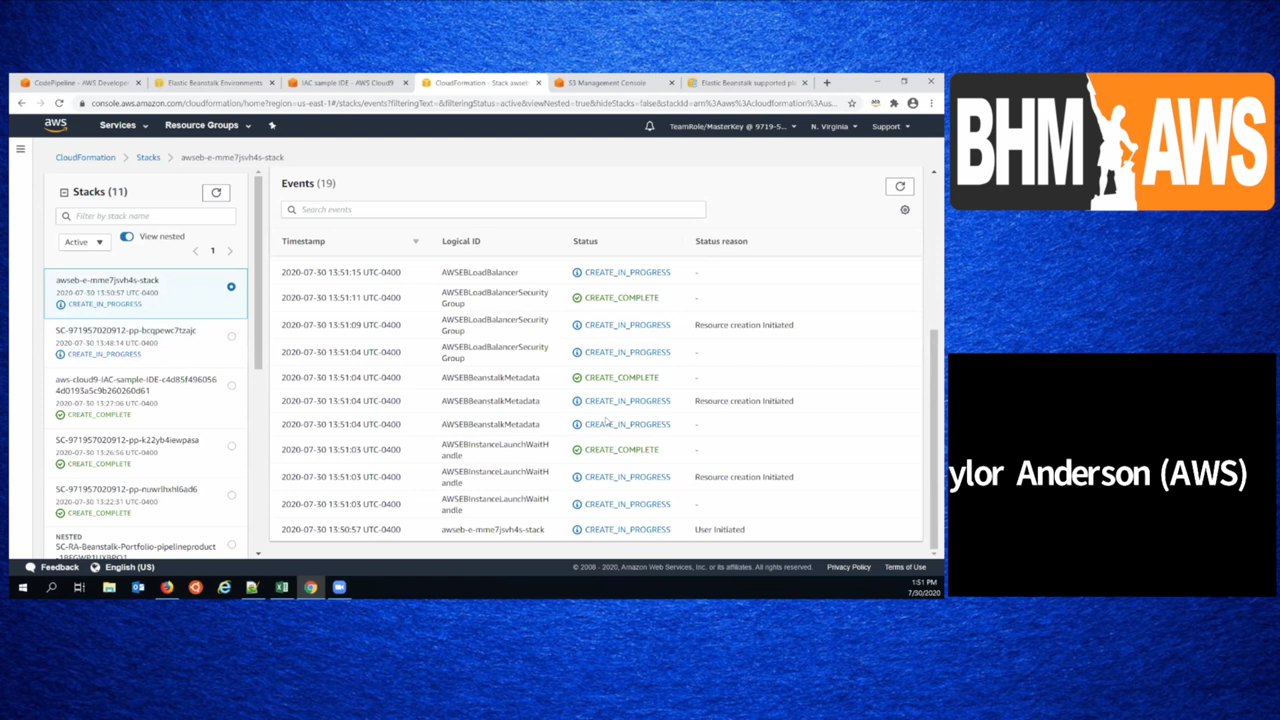 CodePipeline - AWS Develope
Elastic Beanstalk Environments
IAC sample IDE - AWS Cloud9
CloudFormation - Stack awseb
S3 Management Console
Elastic Beanstalk supported pl
console.aws.amazon.com/cloudformation/home?region=us-east-1#/stacks/events?filteringText=&filteringStatus=active&viewNested=true&hideStacks=false&stackId=arn%3Aaws%3Acloudformation%3Aus...
aws
Services
Resource Groups
TeamRole/MasterKey @ 9719-5...
N. Virginia
Support
CloudFormation
Stacks
awseb-e-mme7jsvh4s-stack
Stacks (11)
Filter by stack name
Active
View nested
1
awseb-e-mme7jsvh4s-stack
2020-07-30 13:50:57 UTC-0400
CREATE_IN_PROGRESS
SC-971957020912-pp-bcqpewc7tzajc
2020-07-30 13:48:14 UTC-0400
CREATE_IN_PROGRESS
aws-cloud9-IAC-sample-IDE-c4d85f496056
4d0193a5c9b260260d61
2020-07-30 13:27:06 UTC-0400
CREATE_COMPLETE
SC-971957020912-pp-k22yb4iewpasa
2020-07-30 13:26:56 UTC-0400
CREATE_COMPLETE
SC-971957020912-pp-nuwrlhxhl6ad6
2020-07-30 13:22:31 UTC-0400
CREATE_COMPLETE
NESTED
SC-RA-Beanstalk-Portfolio-pipelineproduct
Events (19)
Search events
Timestamp Logical ID Status Status reason
2020-07-30 13:51:15 UTC-0400 AWSEBLoadBalancer CREATE_IN_PROGRESS -
2020-07-30 13:51:11 UTC-0400 AWSEBLoadBalancerSecurity CREATE_COMPLETE -
Group
2020-07-30 13:51:09 UTC-0400 AWSEBLoadBalancerSecurity CREATE_IN_PROGRESS Resource creation Initiated
Group
2020-07-30 13:51:04 UTC-0400 AWSEBLoadBalancerSecurity CREATE_IN_PROGRESS -
Group
2020-07-30 13:51:04 UTC-0400 AWSEBBeanstalkMetadata CREATE_COMPLETE -
2020-07-30 13:51:04 UTC-0400 AWSEBBeanstalkMetadata CREATE_IN_PROGRESS Resource creation Initiated
2020-07-30 13:51:04 UTC-0400 AWSEBBeanstalkMetadata CREATE_IN_PROGRESS -
2020-07-30 13:51:03 UTC-0400 AWSEBInstanceLaunchWaitH CREATE_COMPLETE -
andle
2020-07-30 13:51:03 UTC-0400 AWSEBInstanceLaunchWaitH CREATE_IN_PROGRESS Resource creation Initiated
andle
2020-07-30 13:51:03 UTC-0400 AWSEBInstanceLaunchWaitH CREATE_IN_PROGRESS -
andle
2020-07-30 13:50:57 UTC-0400 awseb-e-mme7jsvh4s-stack CREATE_IN_PROGRESS User Initiated
Feedback
English (US)
© 2008 - 2020, Amazon Web Services, Inc. or its affiliates. All rights reserved.
Privacy Policy
Terms of Use
1:51 PM
7/30/2020
BHM AWS
ylor Anderson (AWS)